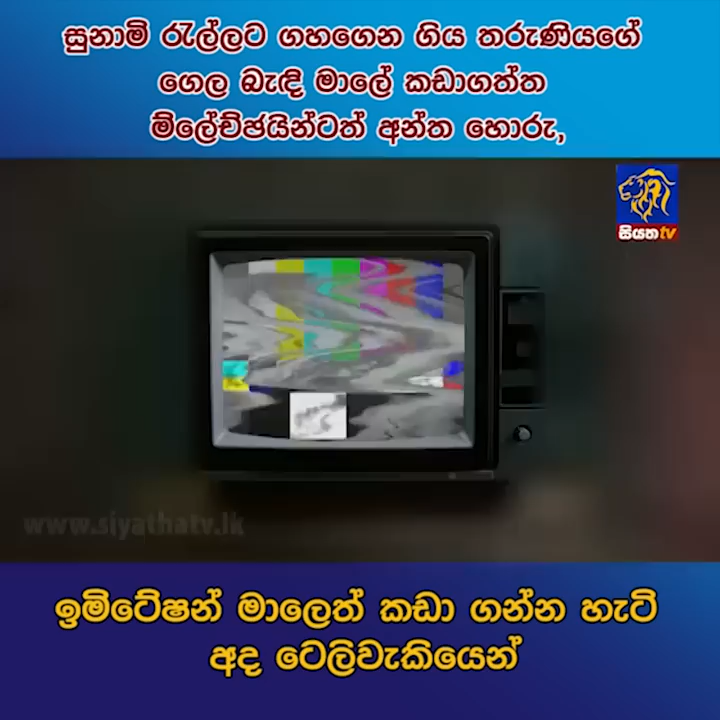 සුනාමි රැල්ලට ගහගෙන ගිය තරුණියගේ
ගෙල බැඳි මාලේ කඩාගත්ත
ම්ලේච්ඡයින්ටත් අන්ත හොරු,
සියත tv
www.siyathatv.lk
ඉමිටේෂන් මාලෙත් කඩා ගන්න හැටි
අද ටෙලිවැකියෙන්